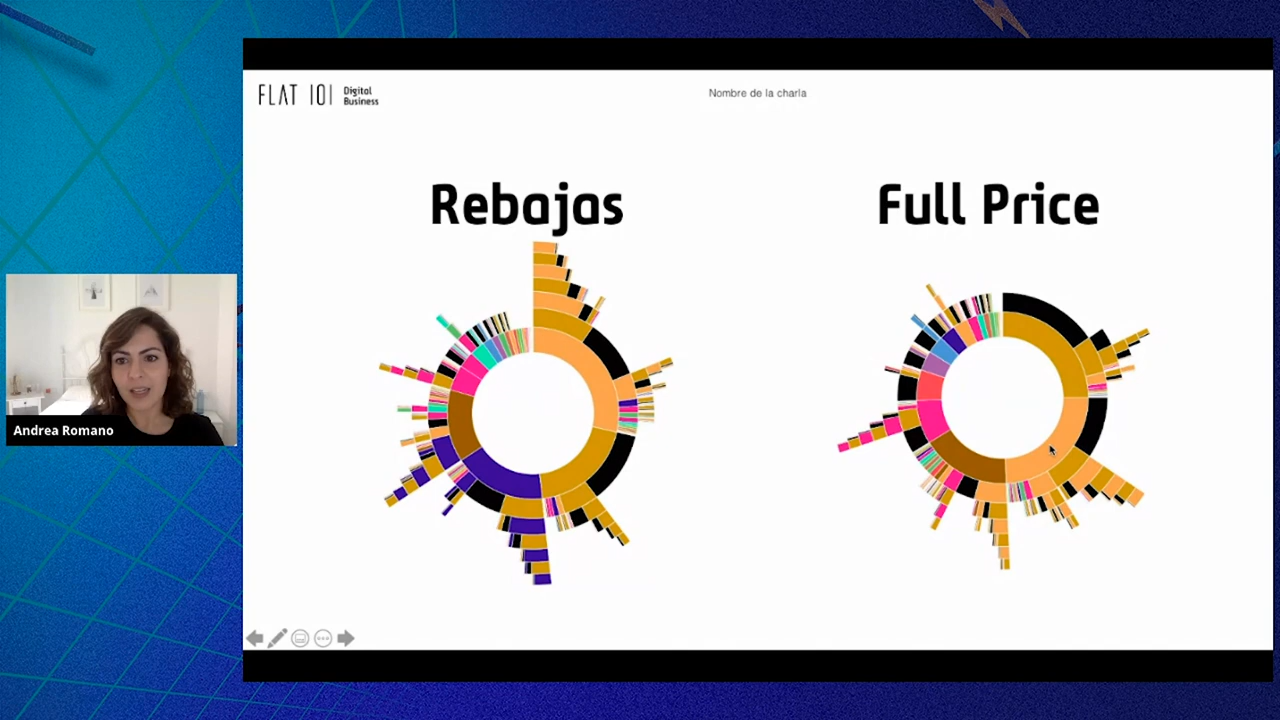 FLAT 101
Digital
Business
Nombre de la charla
Rebajas
Full Price
Andrea Romano